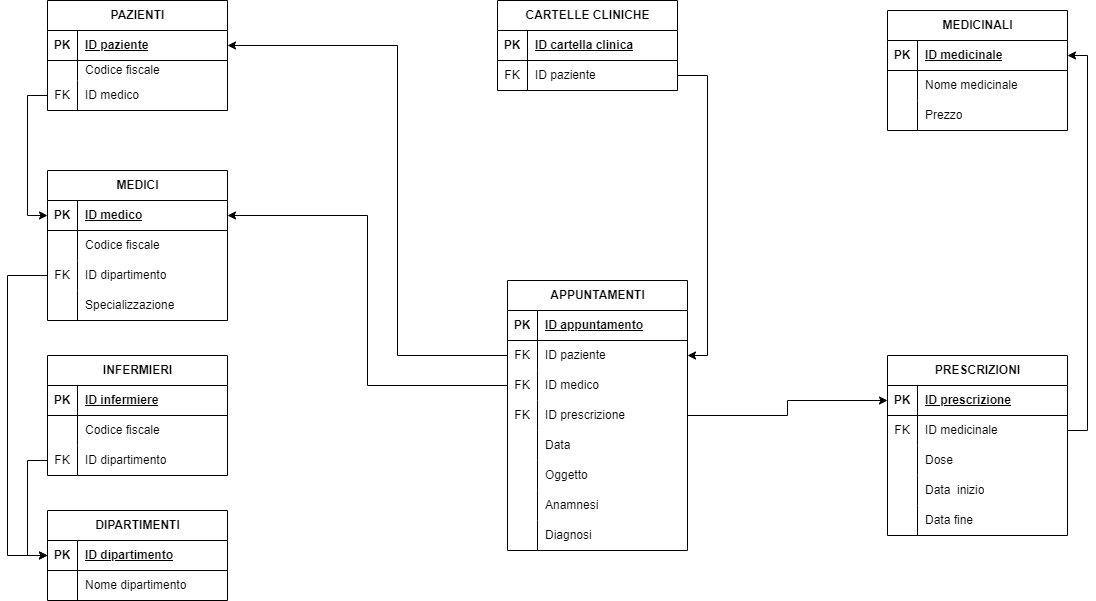 PAZIENTI
PK ID paziente
Codice fiscale
FK ID medico
MEDICI
PK ID medico
Codice fiscale
FK ID dipartimento
Specializzazione
INFERMIERI
PK ID infermiere
Codice fiscale
FK ID dipartimento
DIPARTIMENTI
PK ID dipartimento
Nome dipartimento
CARTELLE CLINICHE
PK ID cartella clinica
FK ID paziente
APPUNTAMENTI
PK ID appuntamento
FK ID paziente
FK ID medico
FK ID prescrizione
Data
Oggetto
Anamnesi
Diagnosi
MEDICINALI
PK ID medicinale
Nome medicinale
Prezzo
PRESCRIZIONI
PK ID prescrizione
FK ID medicinale
Dose
Data inizio
Data fine